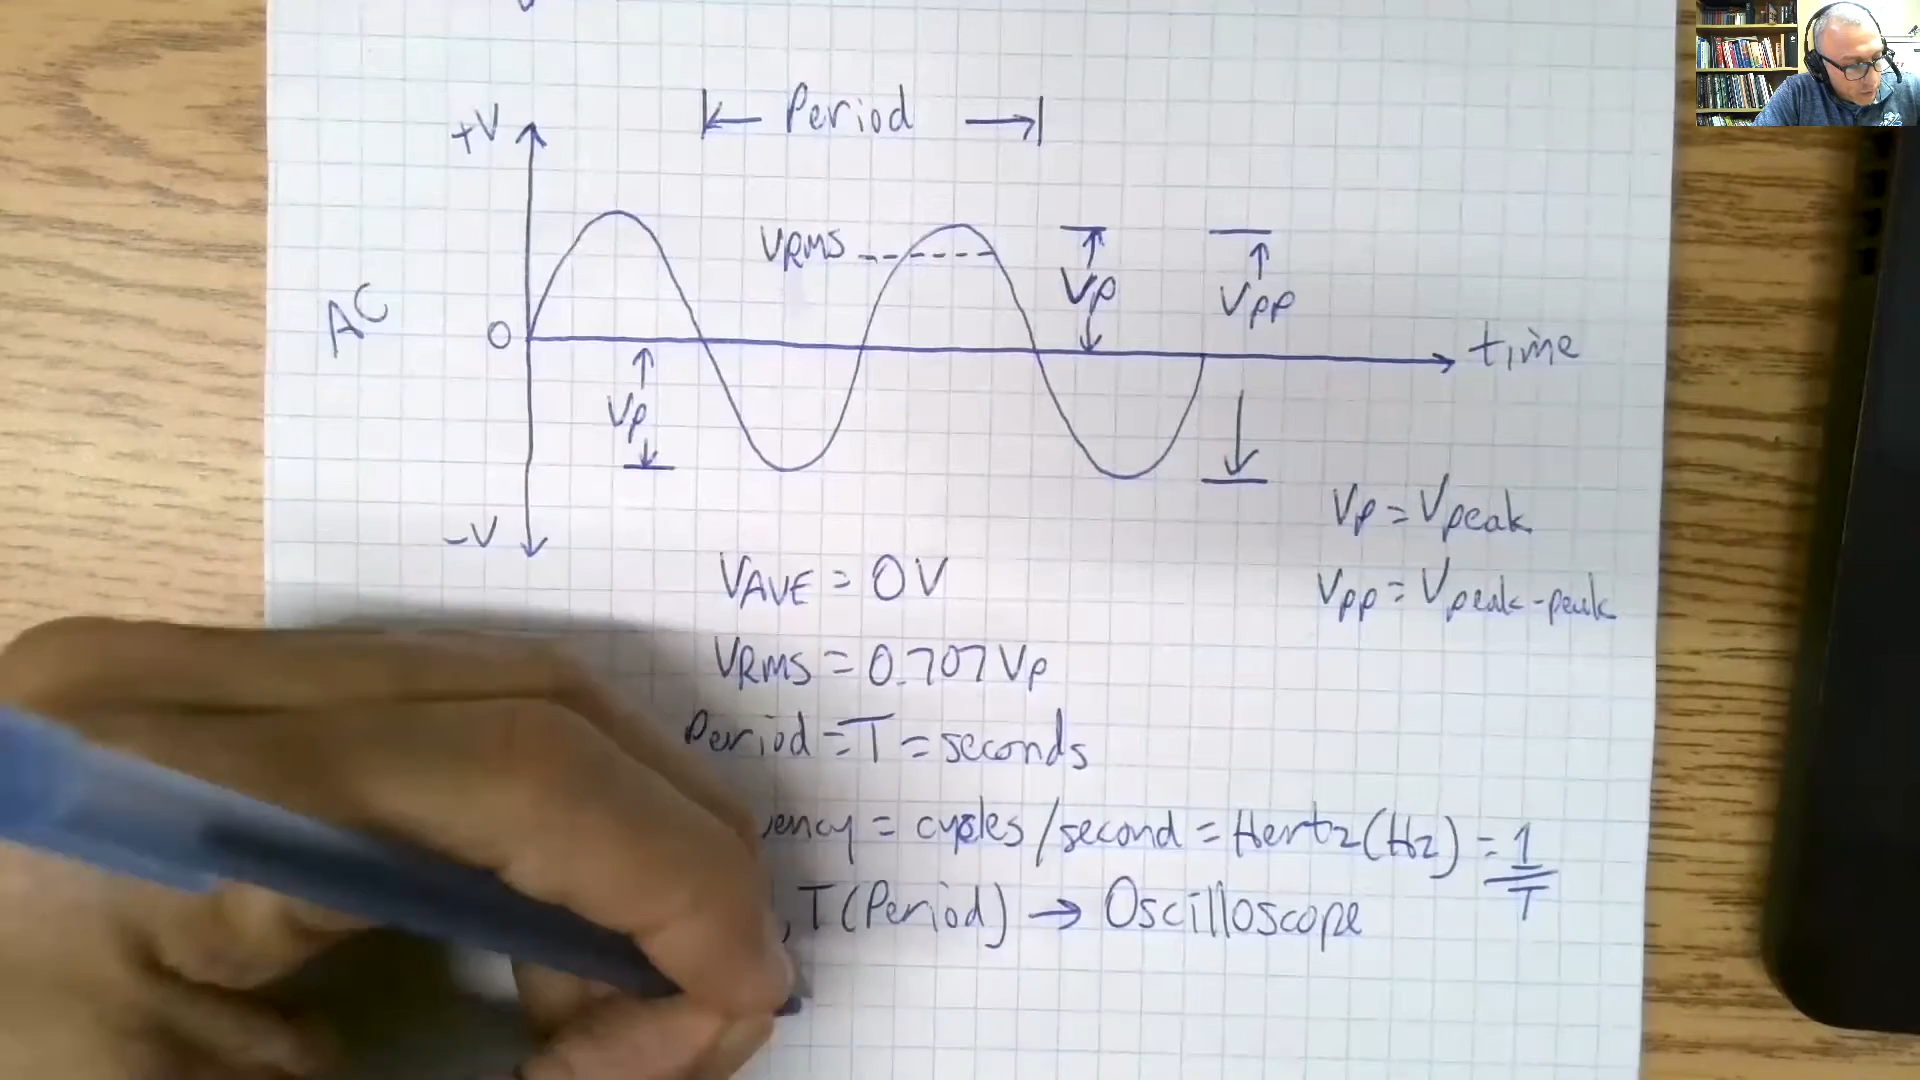 Period
+V
VRMS
Vp
Vpp
AC
0
time
Vp
-V
Vp = Vpeak
VAVE = 0V
Vpp = Vpeak-peak
VRMS = 0.707 Vp
Period = T = seconds
ency = cycles/second = Hertz (Hz) = 1/T
, T (Period) → Oscilloscope